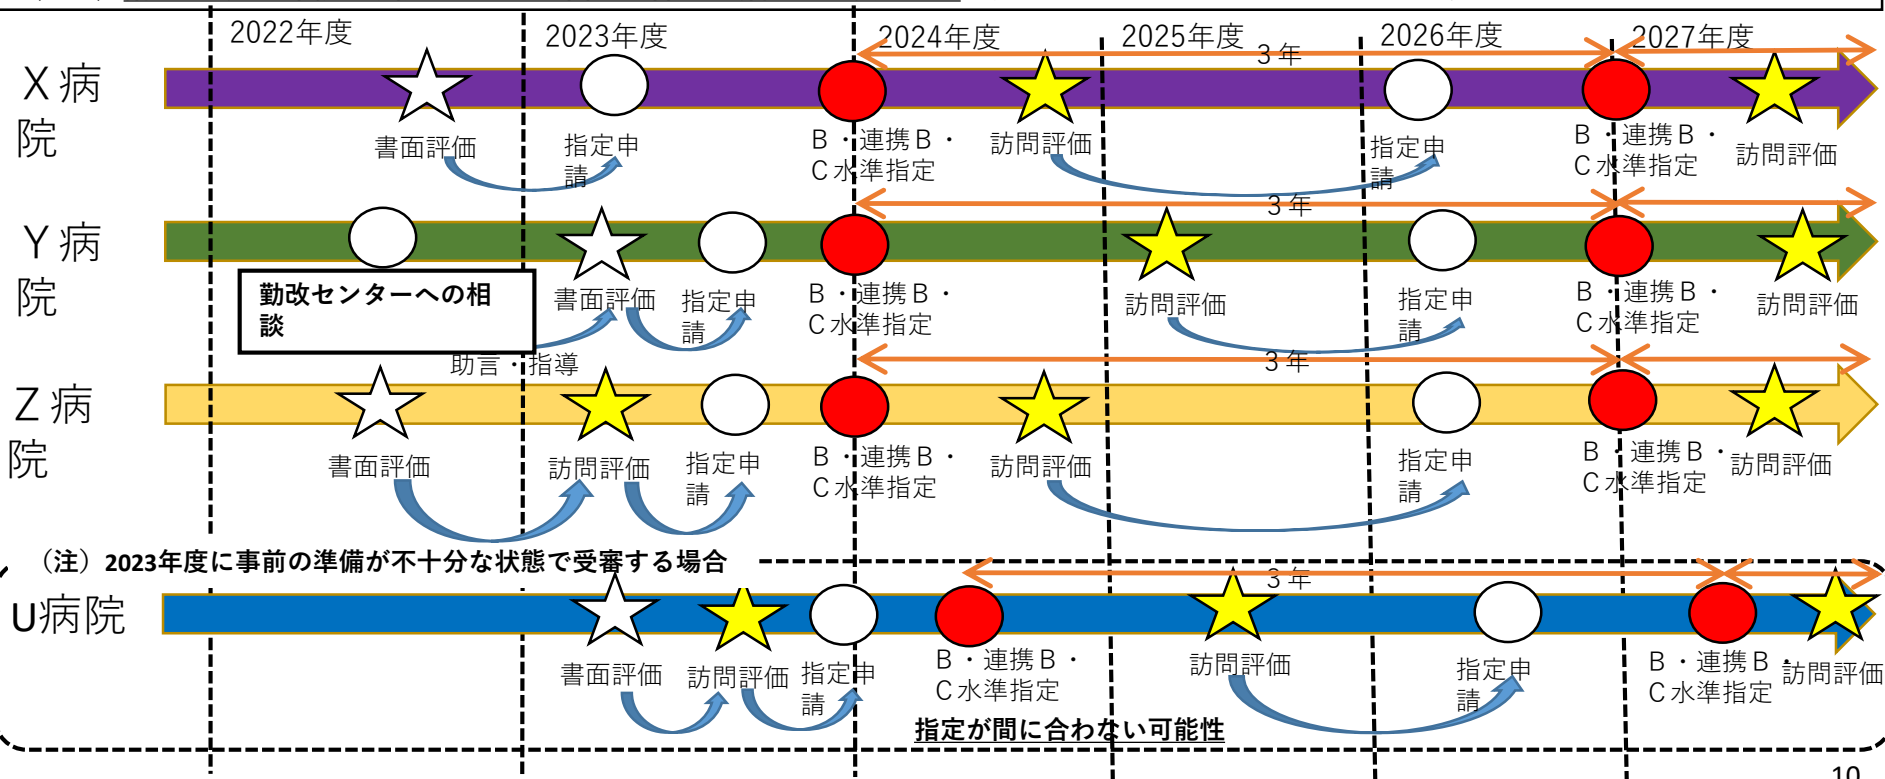 2022年度
2023年度
2024年度
2025年度
2026年度
2027年度
３年
Ｘ病
院
書面評価
指定申
請
Ｂ・連携Ｂ・
Ｃ水準指定
訪問評価
指定申
請
Ｂ・連携Ｂ・
Ｃ水準指定
訪問評価
３年
Ｙ病
院
勤改センターへの相
談
助言・指導
書面評価
指定申
請
Ｂ・連携Ｂ・
Ｃ水準指定
訪問評価
指定申
請
Ｂ・連携Ｂ・
Ｃ水準指定
訪問評価
３年
Ｚ病
院
書面評価
訪問評価
指定申
請
Ｂ・連携Ｂ・
Ｃ水準指定
訪問評価
指定申
請
Ｂ・連携Ｂ・
Ｃ水準指定
訪問評価
（注）2023年度に事前の準備が不十分な状態で受審する場合
３年
U病院
書面評価
訪問評価
指定申
請
Ｂ・連携Ｂ・
Ｃ水準指定
訪問評価
指定申
請
Ｂ・連携Ｂ・
Ｃ水準指定
訪問評価
指定が間に合わない可能性
10